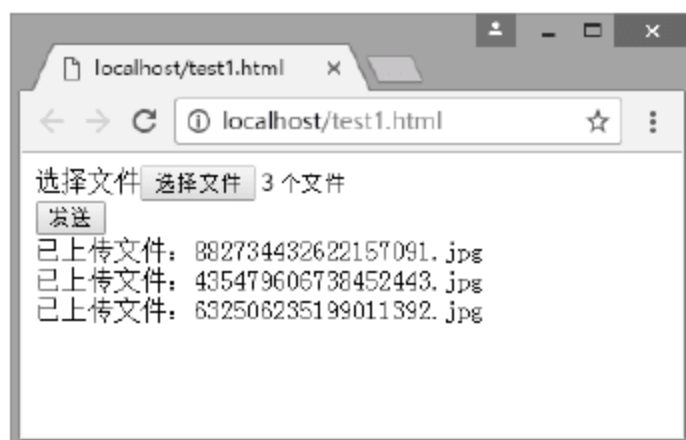 localhost/test1.html
localhost/test1.html
选择文件 选择文件 3 个文件
发送
已上传文件：882734432622157091.jpg
已上传文件：435479606738452443.jpg
已上传文件：632506235199011392.jpg